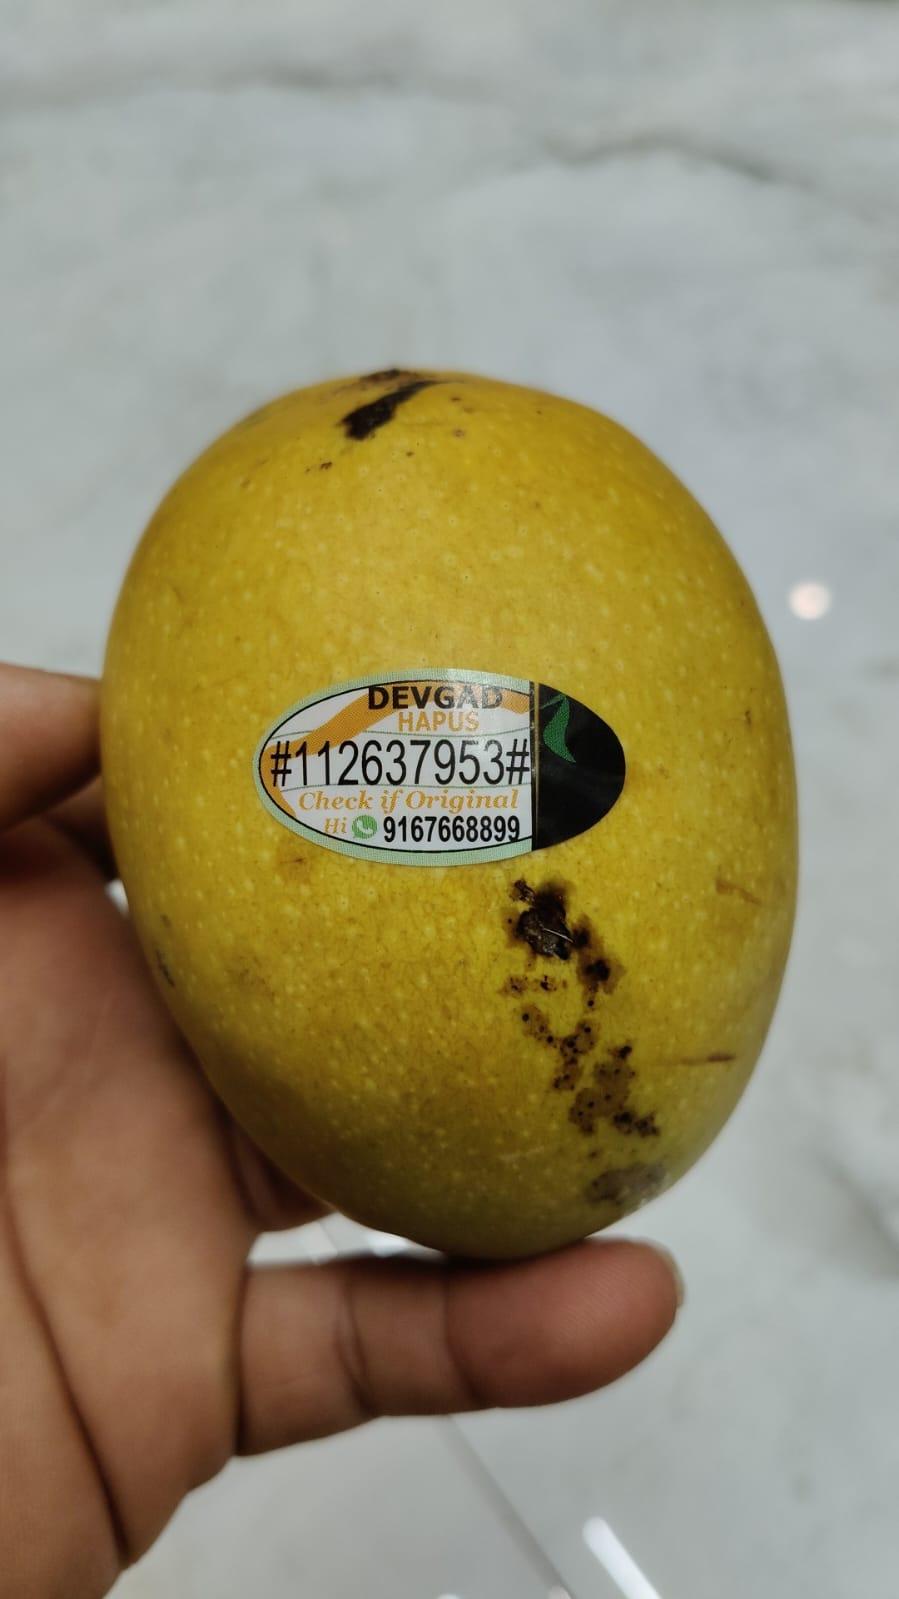 DEVGAD
HAPUS
#112637953#
Check if Original
Hi 9167668899